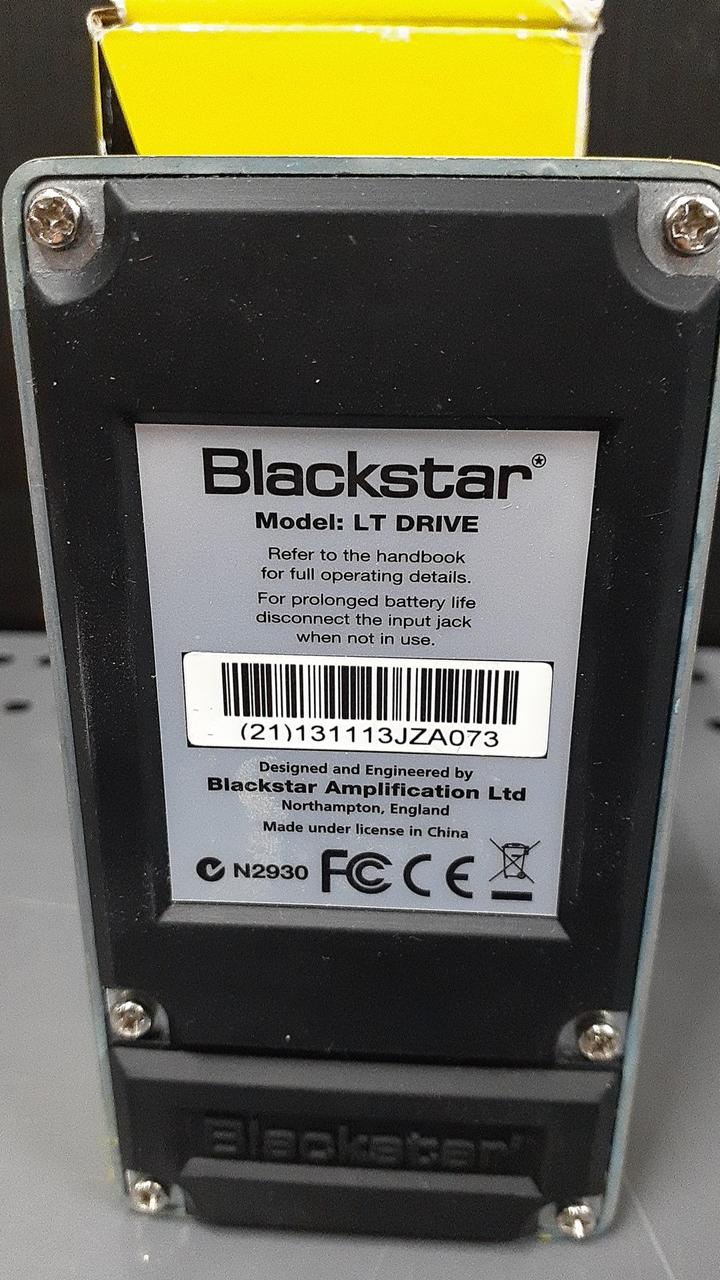 Blackstar
Model: LT DRIVE
Refer to the handbook
for full operating details.
For prolonged battery life
disconnect the input jack
when not in use.
(21)131113JZA073
Designed and Engineered by
Blackstar Amplification Ltd
Northampton, England
Made under license in China
N2930 FC CE
Blackstar